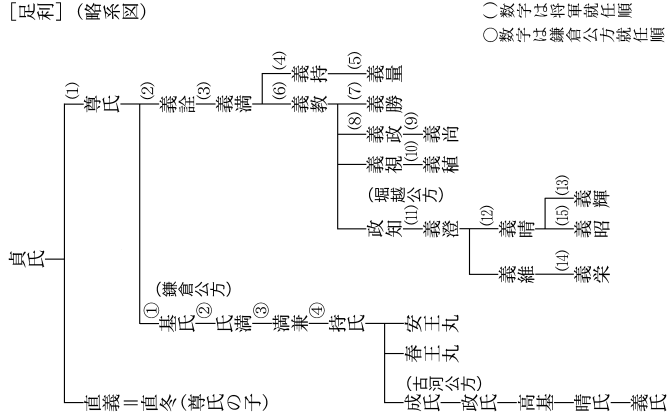 ［足利］（略系図）
（ ）数字は将軍就任順
○数字は鎌倉公方就任順
貞氏
(1)尊氏
(2)義詮
(3)義満
(4)義持
(5)義量
(6)義教
(7)義勝
(8)義政
(9)義尚
義視
(10)義稙
（堀越公方）
政知
(11)義澄
(12)義晴
(13)義輝
(15)義昭
義維
(14)義栄
（鎌倉公方）
①基氏
②氏満
③満兼
④持氏
安王丸
春王丸
（古河公方）
成氏
政氏
高基
晴氏
義氏
直義＝直冬（尊氏の子）